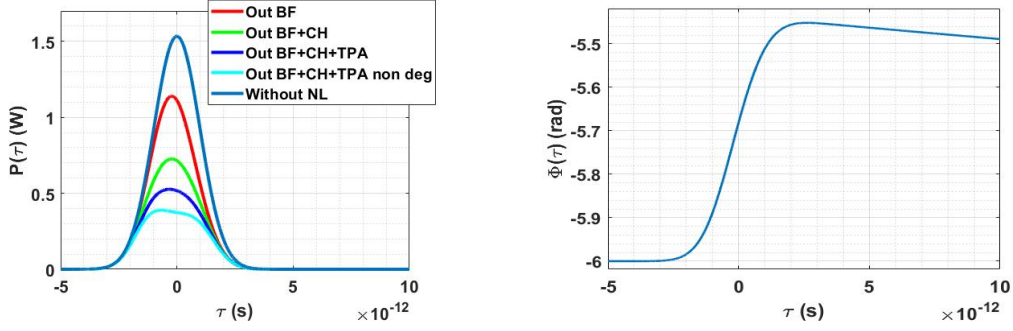 Out BF
Out BF+CH
Out BF+CH+TPA
Out BF+CH+TPA non deg
Without NL
P(τ) (W)
1.5
1
0.5
0
-5
0
5
10
τ (s)
×10⁻¹²
Φ(τ) (rad)
-5.5
-5.6
-5.7
-5.8
-5.9
-6
-5
0
5
10
τ (s)
×10⁻¹²